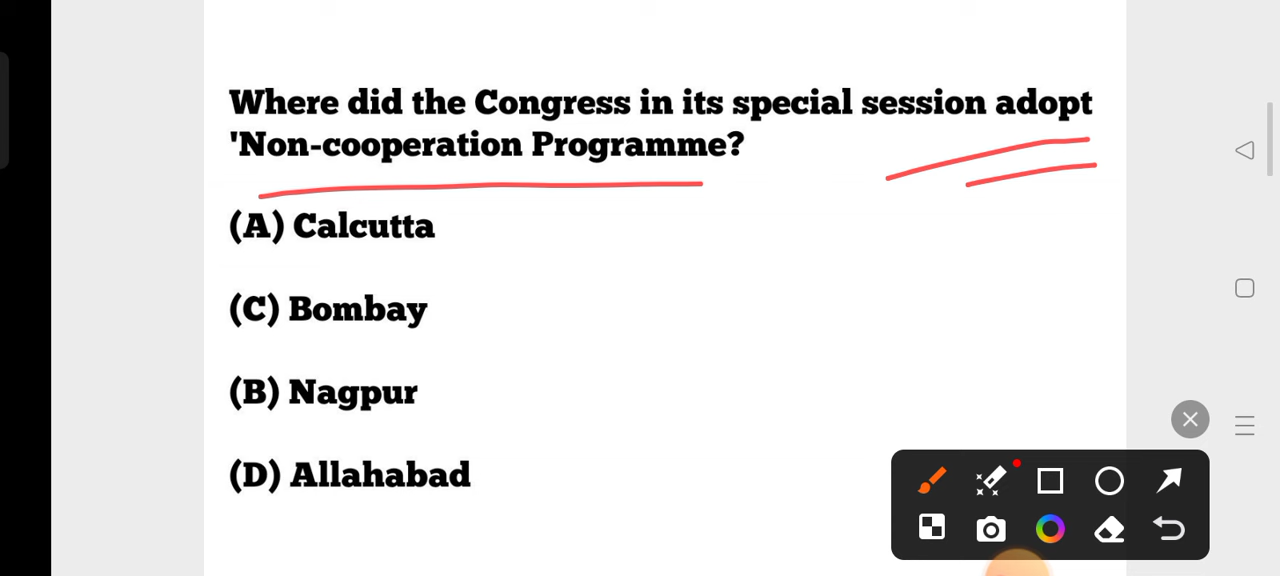 Where did the Congress in its special session adopt
'Non-cooperation Programme?
(A) Calcutta
(C) Bombay
(B) Nagpur
(D) Allahabad